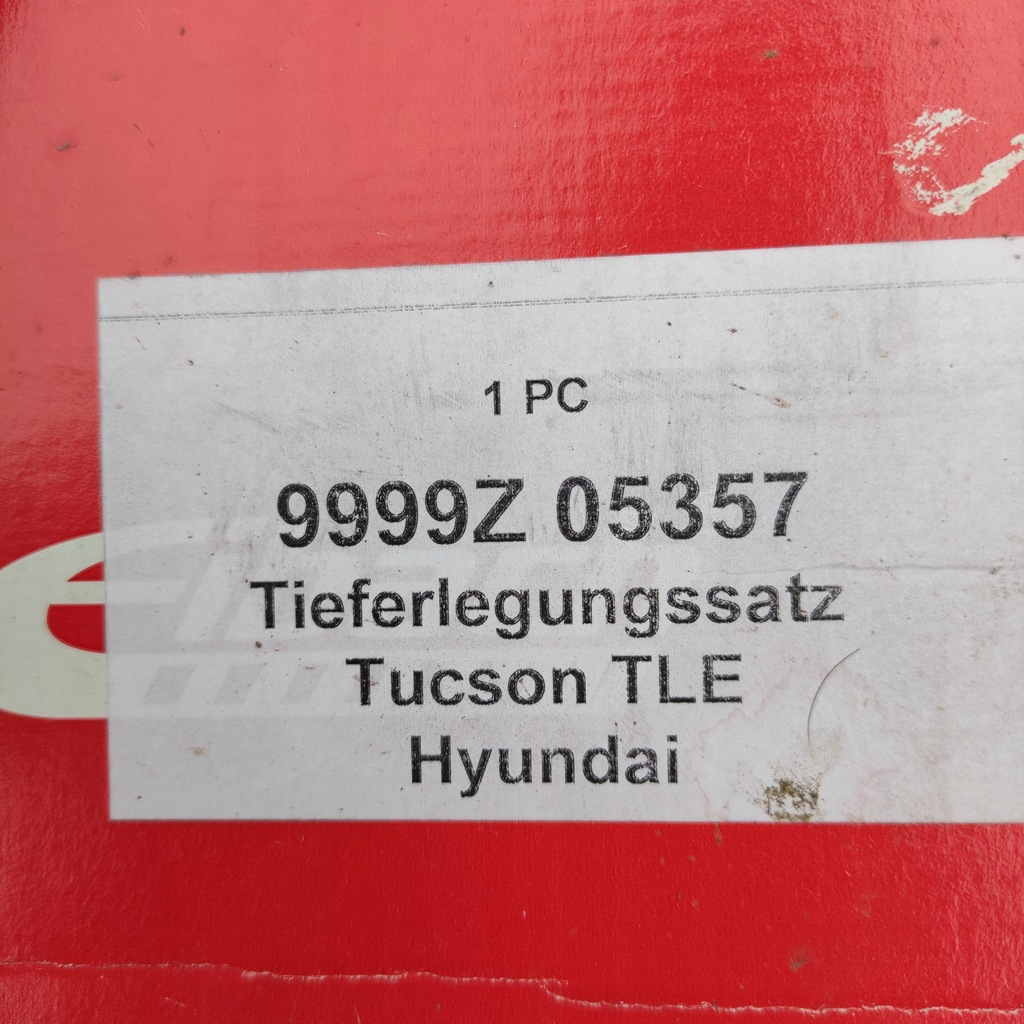 1 PC
9999Z 05357
Tieferlegungssatz
Tucson TLE
Hyundai